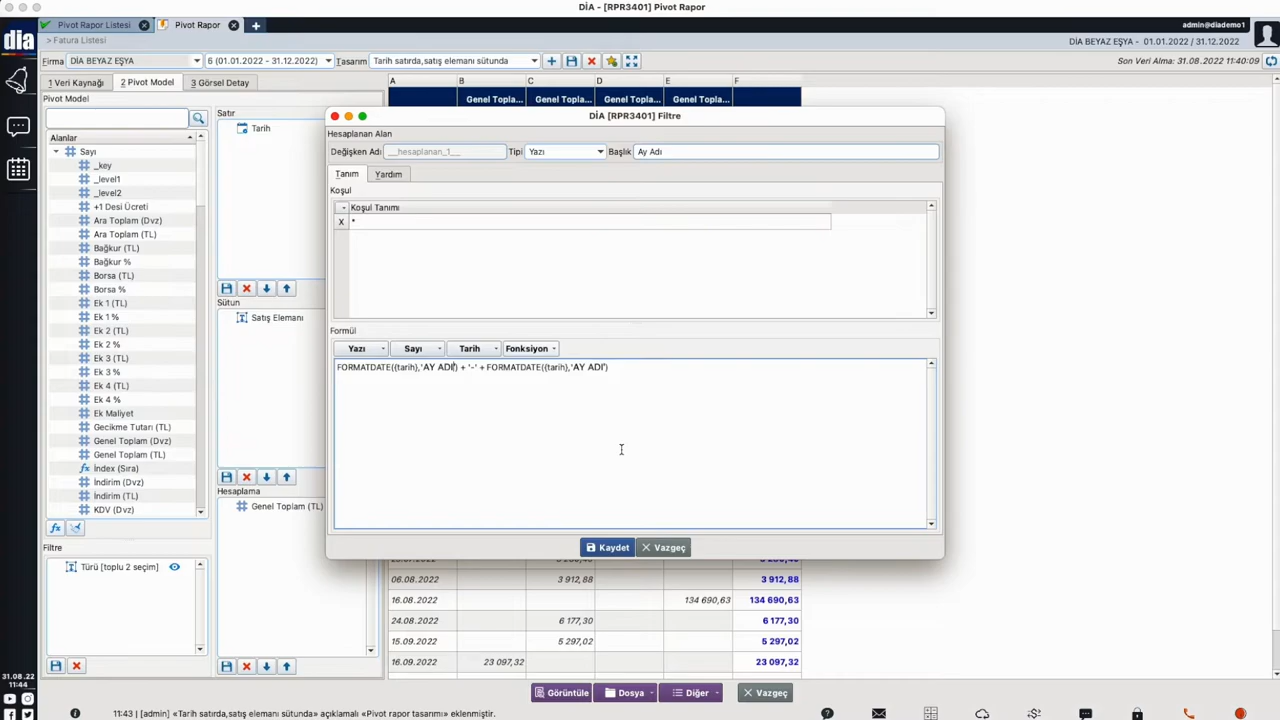 DİA - [RPR3401] Pivot Rapor
Pivot Rapor Listesi
Pivot Rapor
admin@diademo1
dia
> Fatura Listesi
DİA BEYAZ EŞYA - 01.01.2022 / 31.12.2022
Firma DİA BEYAZ EŞYA 6 (01.01.2022 - 31.12.2022) Tasarım Tarih satırda,satış elemanı sütunda
Son Veri Alma: 31.08.2022 11:40:09
1 Veri Kaynağı 2 Pivot Model 3 Görsel Detay
A B C D E F
Pivot Model
Genel Topla... Genel Topla... Genel Topla... Genel Topla...
Satır
Tarih
Alanlar
Sayı
_key
_level1
_level2
+1 Desi Ücreti
Ara Toplam (Dvz)
Ara Toplam (TL)
Bağkur (TL)
Bağkur %
Borsa (TL)
Borsa %
Ek 1 (TL)
Ek 1 %
Ek 2 (TL)
Ek 2 %
Ek 3 (TL)
Ek 3 %
Ek 4 (TL)
Ek 4 %
Ek Maliyet
Gecikme Tutarı (TL)
Genel Toplam (Dvz)
Genel Toplam (TL)
İndex (Sıra)
İndirim (Dvz)
İndirim (TL)
KDV (Dvz)
fx
Sütun
Satış Elemanı
Hesaplama
Genel Toplam (TL)
Filtre
Türü [toplu 2 seçim]
DİA [RPR3401] Filtre
Hesaplanan Alan
Değişken Adı __hesaplanan_1__ Tipi Yazı Başlık Ay Adı
Tanım Yardım
Koşul
Koşul Tanımı
X *
Formül
Yazı Sayı Tarih Fonksiyon
FORMATDATE({tarih},'AY ADI') + '-' + FORMATDATE({tarih},'AY ADI')
Kaydet Vazgeç
06.08.2022 3 912,88 3 912,88
16.08.2022 134 690,63 134 690,63
24.08.2022 6 177,30 6 177,30
15.09.2022 5 297,02 5 297,02
16.09.2022 23 097,32 23 097,32
31.08.22
11:44
Görüntüle Dosya Diğer Vazgeç
11:43 | [admin] «Tarih satırda,satış elemanı sütunda» açıklamalı «Pivot rapor tasarımı» eklenmiştir.